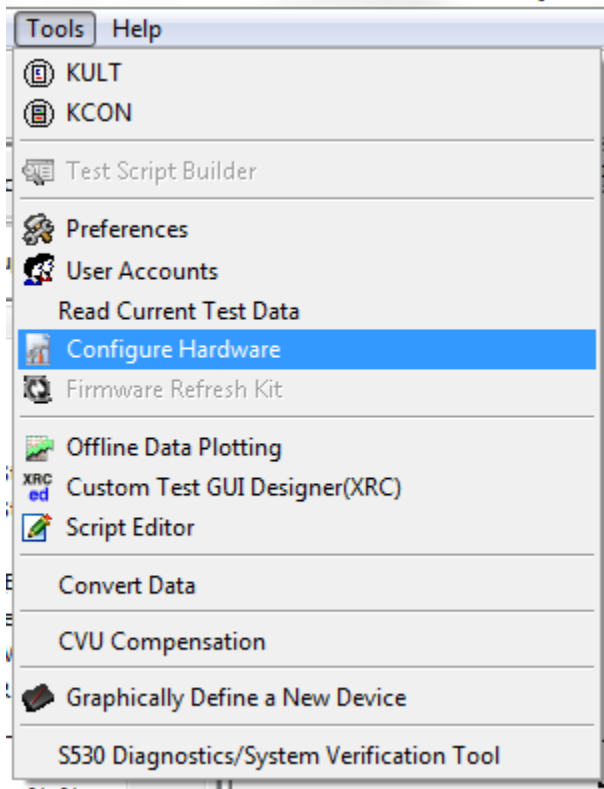 Tools Help
KULT
KCON
Test Script Builder
Preferences
User Accounts
Read Current Test Data
Configure Hardware
Firmware Refresh Kit
Offline Data Plotting
XRC
ed
Custom Test GUI Designer(XRC)
Script Editor
Convert Data
CVU Compensation
Graphically Define a New Device
S530 Diagnostics/System Verification Tool